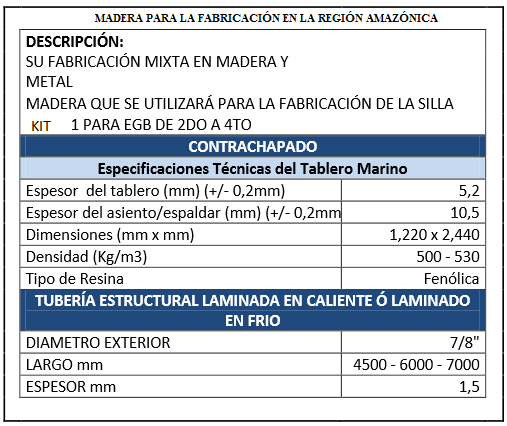 MADERA PARA LA FABRICACIÓN EN LA REGIÓN AMAZÓNICA
DESCRIPCIÓN:
SU FABRICACIÓN MIXTA EN MADERA Y
METAL
MADERA QUE SE UTILIZARÁ PARA LA FABRICACIÓN DE LA SILLA
KIT 1 PARA EGB DE 2DO A 4TO
CONTRACHAPADO
Especificaciones Técnicas del Tablero Marino
Espesor del tablero (mm) (+/- 0,2mm) 5,2
Espesor del asiento/espaldar (mm) (+/- 0,2mm 10,5
Dimensiones (mm x mm) 1,220 x 2,440
Densidad (Kg/m3) 500 - 530
Tipo de Resina Fenólica
TUBERÍA ESTRUCTURAL LAMINADA EN CALIENTE Ó LAMINADO
EN FRIO
DIAMETRO EXTERIOR 7/8"
LARGO mm 4500 - 6000 - 7000
ESPESOR mm 1,5